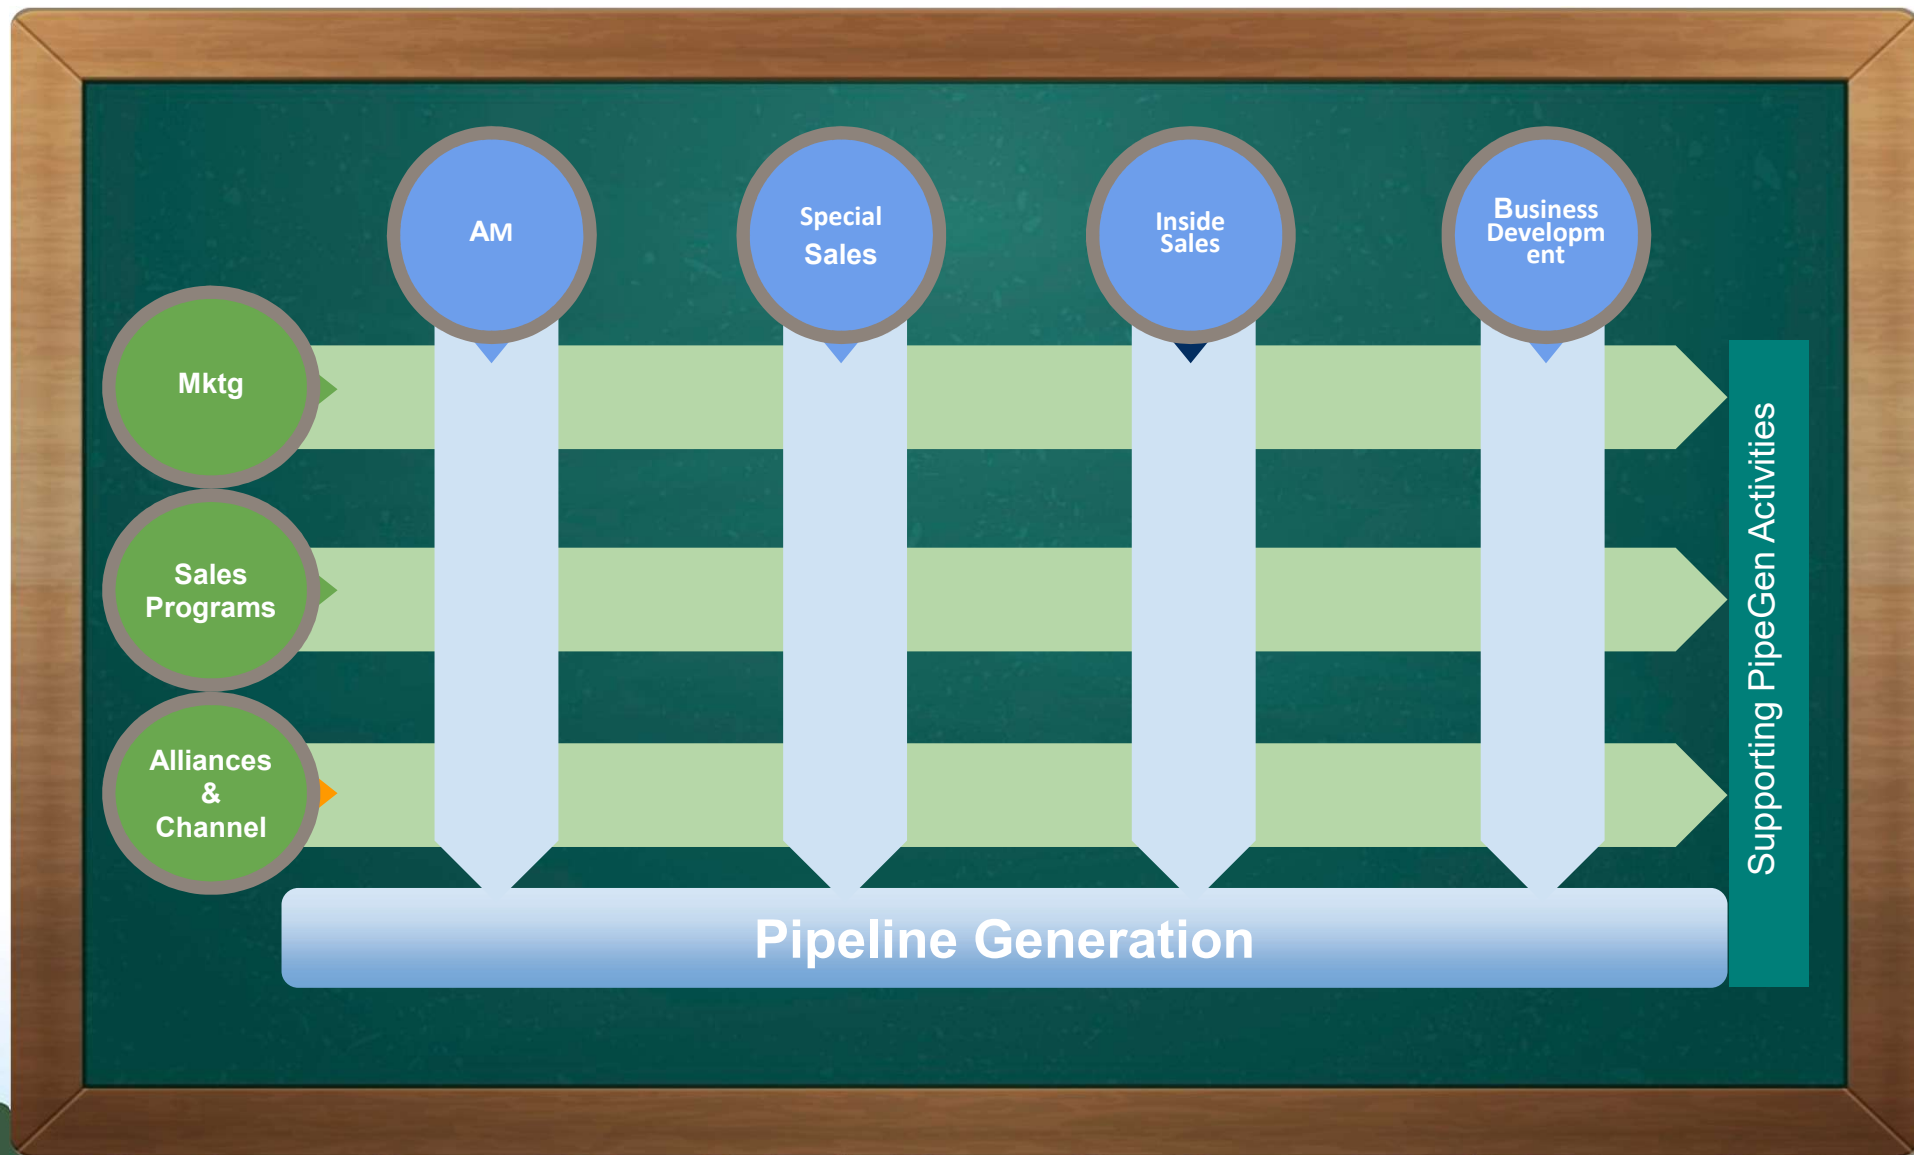 AM
Special
Sales
Inside
Sales
Business
Developm
ent
Mktg
Sales
Programs
Alliances
&
Channel
Supporting PipeGen Activities
Pipeline Generation